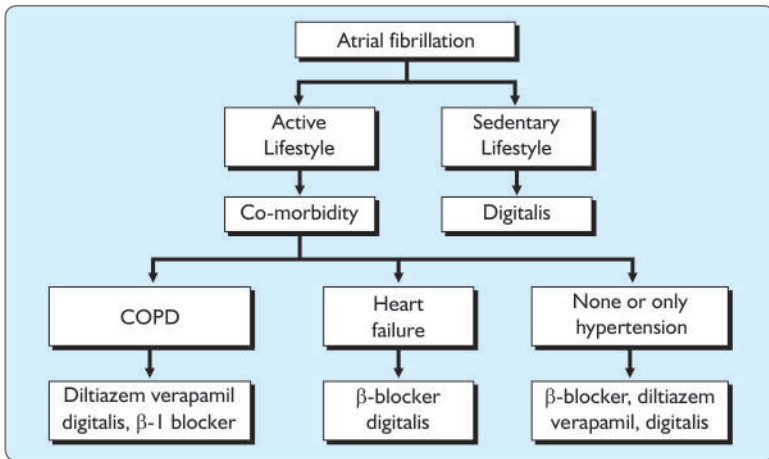 Atrial fibrillation
Active
Lifestyle
Sedentary
Lifestyle
Co-morbidity
Digitalis
COPD
Heart
failure
None or only
hypertension
Diltiazem verapamil
digitalis, β-1 blocker
β-blocker
digitalis
β-blocker, diltiazem
verapamil, digitalis